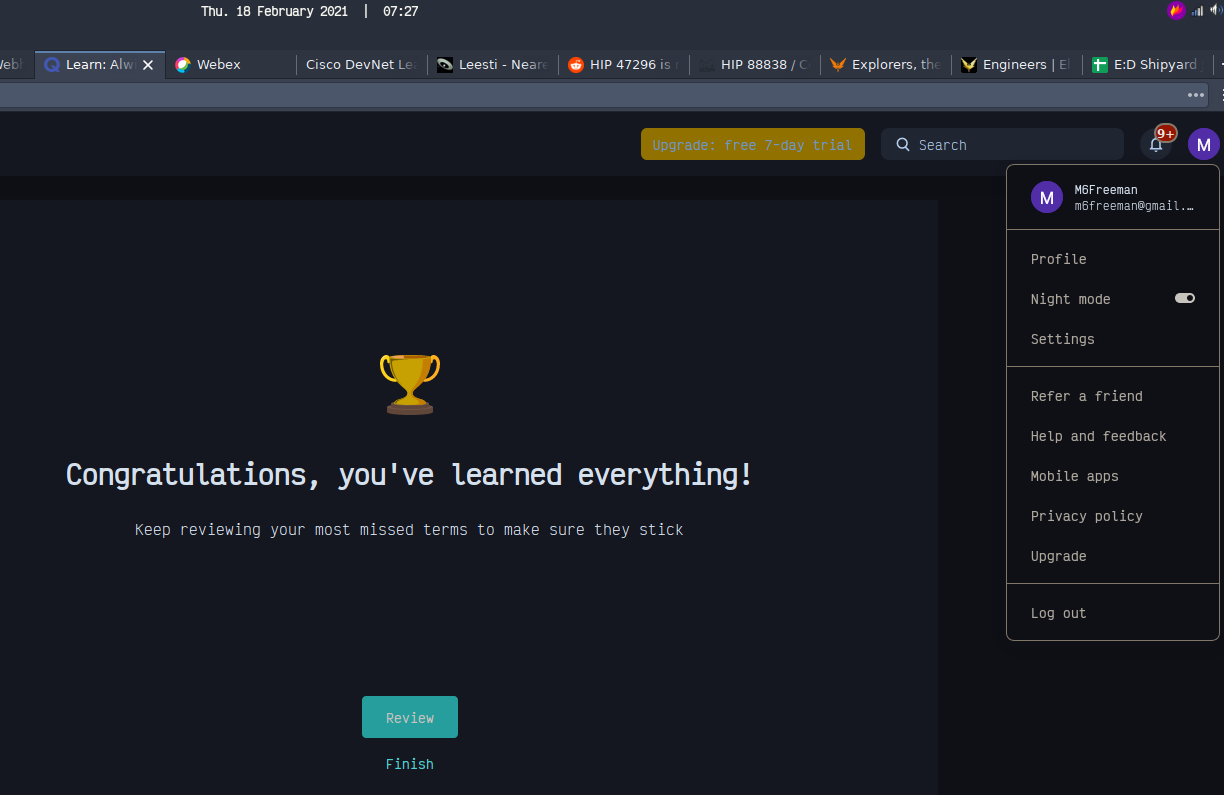 Thu. 18 February 2021 | 07:27
Learn: Alw
Webex
Cisco DevNet Le
Leesti - Neare
HIP 47296 is
HIP 88838 / C
Explorers, the
Engineers | El
E:D Shipyard
Upgrade: free 7-day trial
Search
9+
M
M
M6Freeman
m6freeman@gmail.…
Profile
Night mode
Settings
Refer a friend
Help and feedback
Mobile apps
Privacy policy
Upgrade
Log out
Congratulations, you've learned everything!
Keep reviewing your most missed terms to make sure they stick
Review
Finish